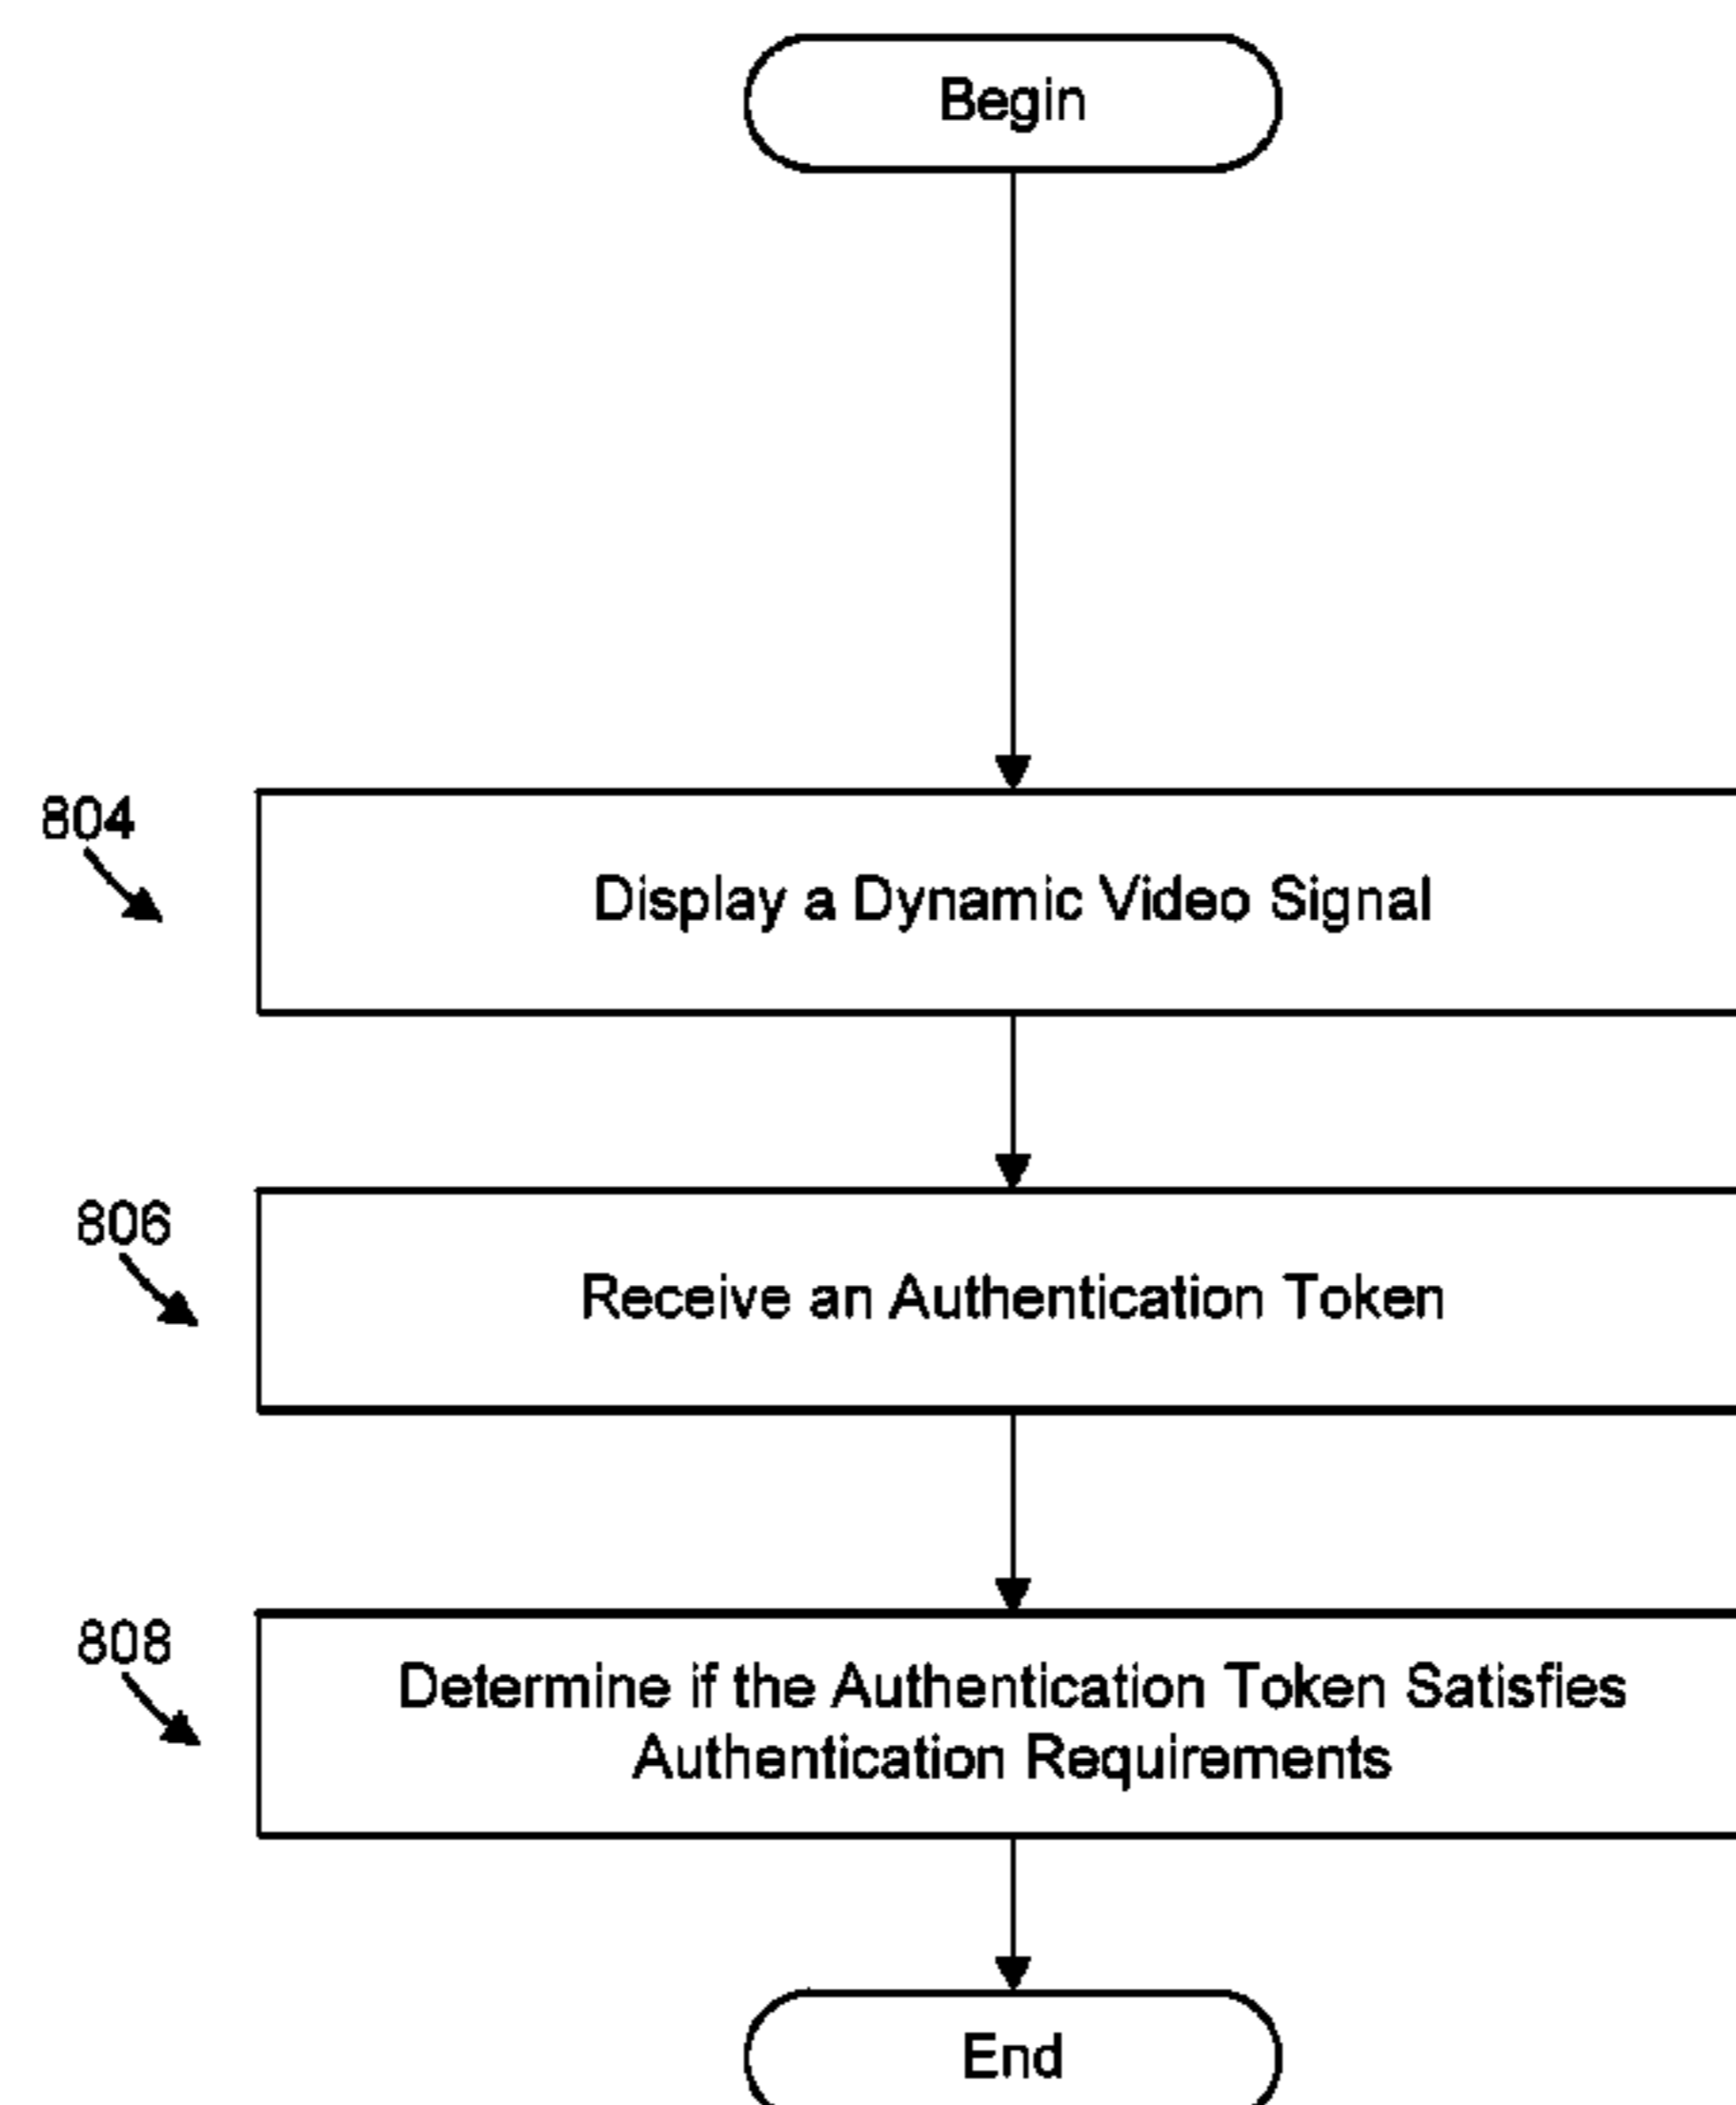 Begin
804
Display a Dynamic Video Signal
806
Receive an Authentication Token
808
Determine if the Authentication Token Satisfies
Authentication Requirements
End